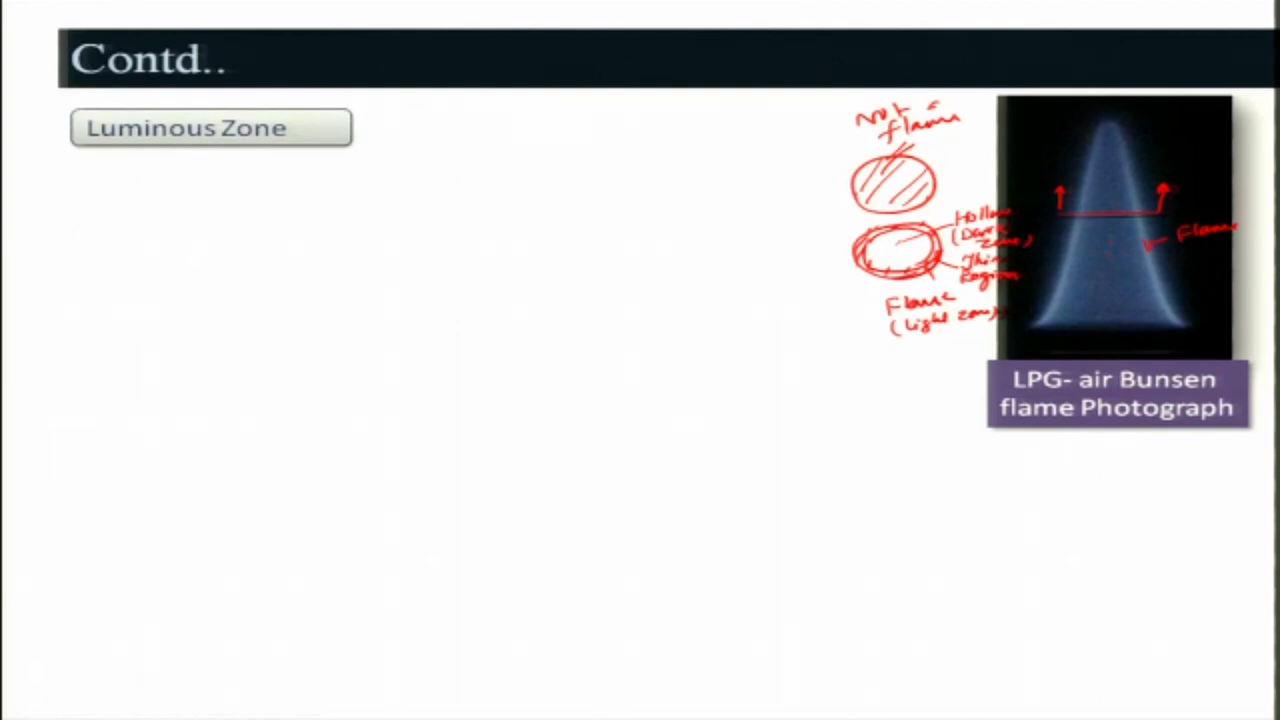 Contd..
Luminous Zone
Not a
flame
Hollow
(Dark
Zone)
Thin
Region
Flame
(Light Zone)
Flame
LPG- air Bunsen
flame Photograph